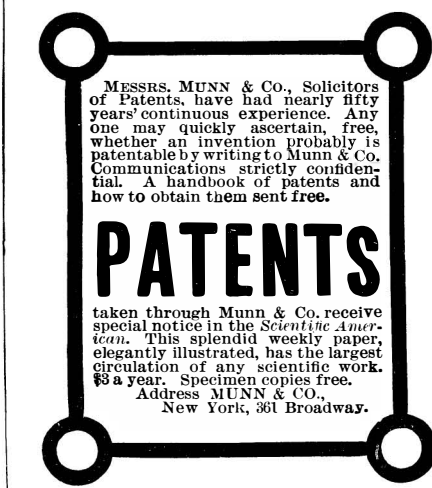 MESSRS. MUNN & CO., Solicitors
of Patents, have had nearly fifty
years' continuous experience. Any
one may quickly ascertain, free,
whether an invention probably is
patentable by writing to Munn & Co.
Communications strictly confiden-
tial. A handbook of patents and
how to obtain them sent free.
PATENTS
taken through Munn & Co. receive
special notice in the Scientific Amer-
ican. This splendid weekly paper,
elegantly illustrated, has the largest
circulation of any scientific work.
$3 a year. Specimen copies free.
Address MUNN & CO.,
New York, 361 Broadway.